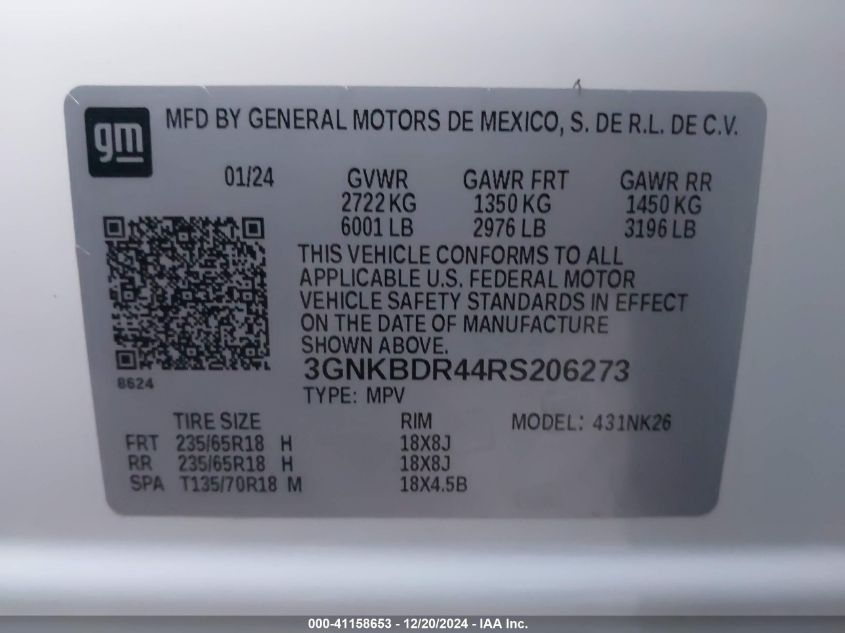 gm
MFD BY GENERAL MOTORS DE MEXICO, S. DE R.L. DE C.V.
01/24 GVWR GAWR FRT GAWR RR
2722 KG 1350 KG 1450 KG
6001 LB 2976 LB 3196 LB
THIS VEHICLE CONFORMS TO ALL
APPLICABLE U.S. FEDERAL MOTOR
VEHICLE SAFETY STANDARDS IN EFFECT
ON THE DATE OF MANUFACTURE
SHOWN ABOVE.
3GNKBDR44RS206273
8624
TYPE: MPV
TIRE SIZE RIM MODEL: 431NK26
FRT 235/65R18 H 18X8J
RR 235/65R18 H 18X8J
SPA T135/70R18 M 18X4.5B
000-41158653 - 12/20/2024 - IAA Inc.